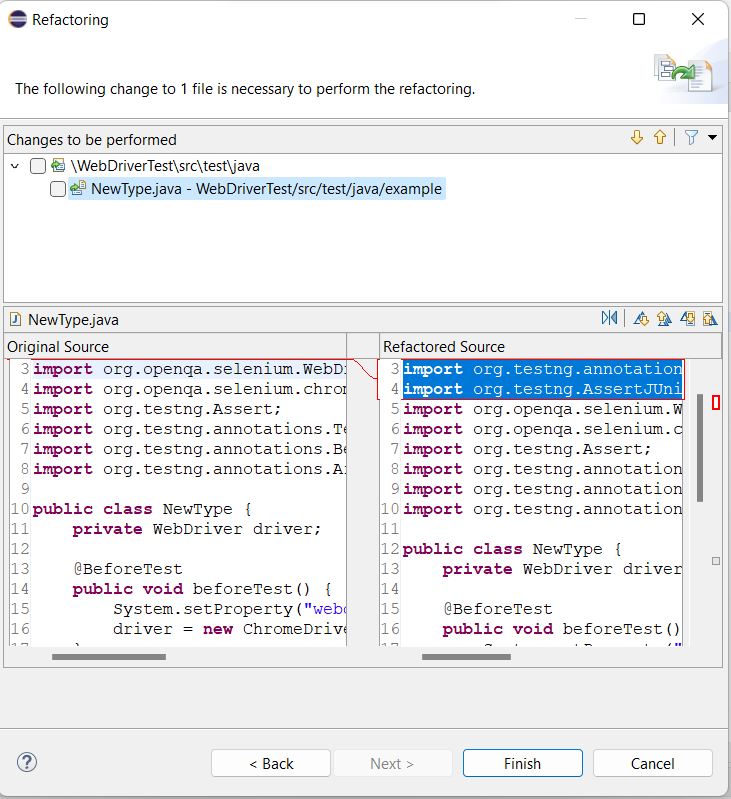 Refactoring
The following change to 1 file is necessary to perform the refactoring.
Changes to be performed
\WebDriverTest\src\test\java
NewType.java - WebDriverTest/src/test/java/example
NewType.java
Original Source
3 import org.openqa.selenium.WebD
4 import org.openqa.selenium.chro
5 import org.testng.Assert;
6 import org.testng.annotations.Te
7 import org.testng.annotations.Be
8 import org.testng.annotations.A
9
10 public class NewType {
11 private WebDriver driver;
12
13 @BeforeTest
14 public void beforeTest() {
15 System.setProperty("webd
16 driver = new ChromeDrive
Refactored Source
3 import org.testng.annotation
4 import org.testng.AssertJUni
5 import org.openqa.selenium.W
6 import org.openqa.selenium.c
7 import org.testng.Assert;
8 import org.testng.annotation
9 import org.testng.annotation
10 import org.testng.annotation
11
12 public class NewType {
13 private WebDriver driver
14
15 @BeforeTest
16 public void beforeTest()
< Back
Next >
Finish
Cancel